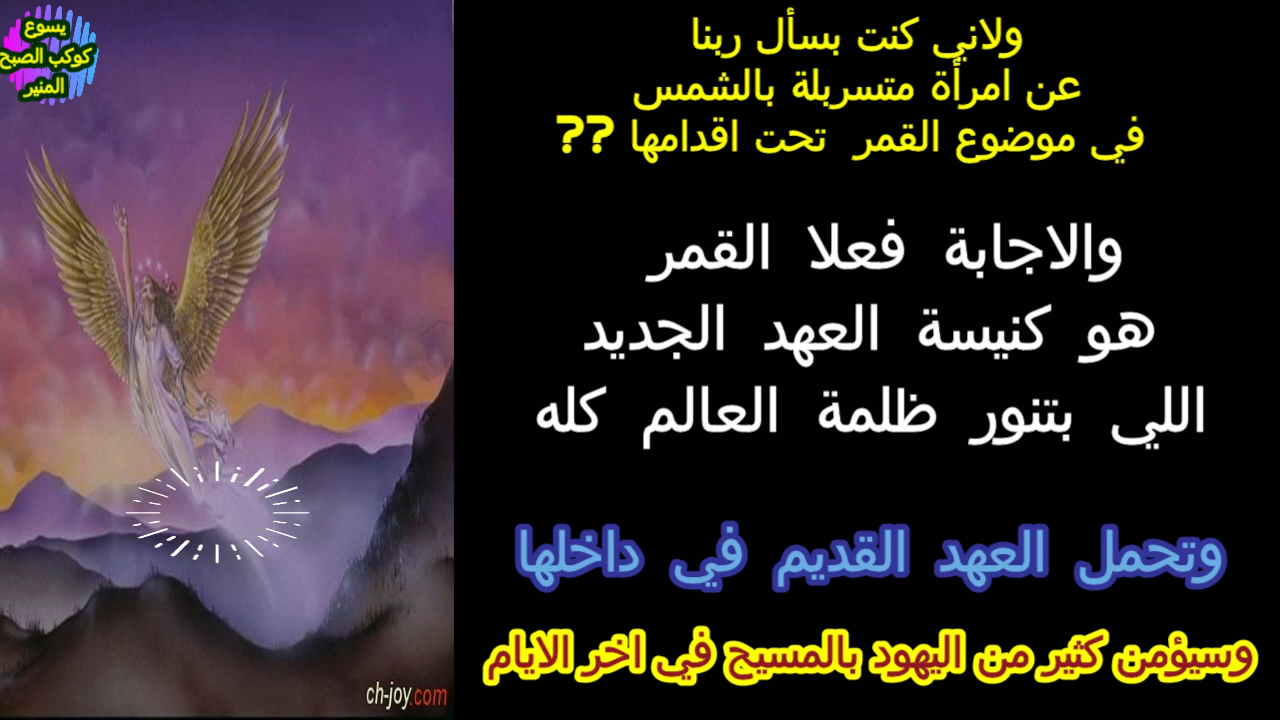 يسوع
كوكب الصبح
المنير
ولاني كنت بسأل ربنا
عن امرأة متسربلة بالشمس
في موضوع القمر تحت اقدامها ??
والاجابة فعلا القمر
هو كنيسة العهد الجديد
اللي بتنور ظلمة العالم كله
وتحمل العهد القديم في داخلها
وسيؤمن كثير من اليهود بالمسيح في اخر الايام
ch-joy.com